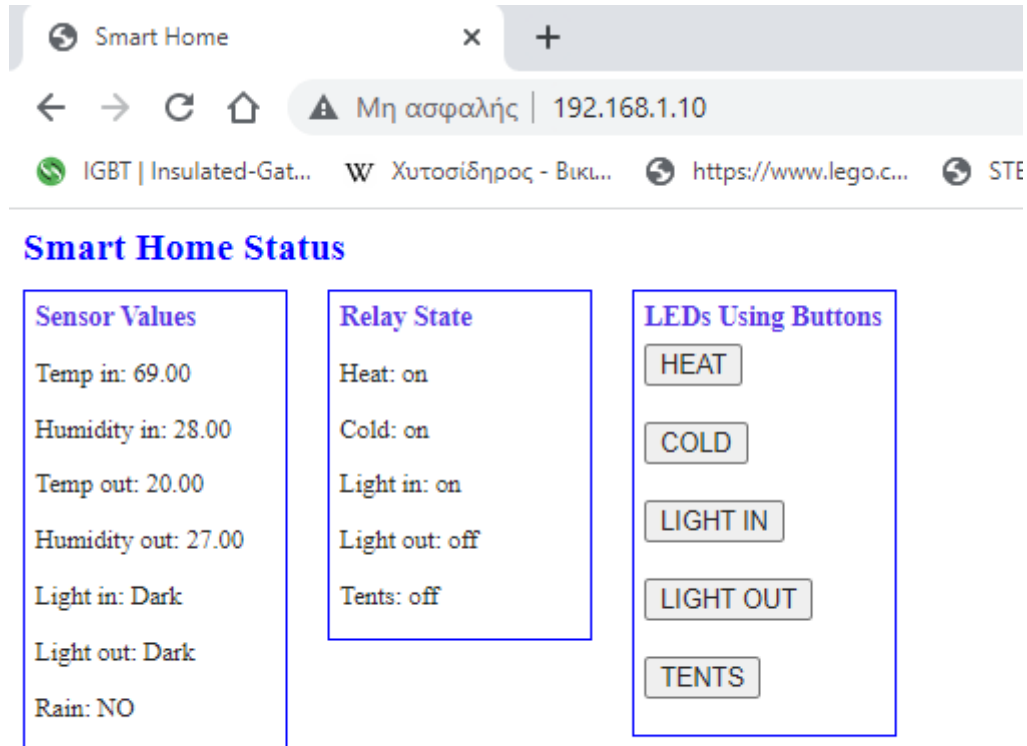 Smart Home
Μη ασφαλής 192.168.1.10
IGBT | Insulated-Gat... W Χυτοσίδηρος - Βικι... https://www.lego.c... STE
Smart Home Status
Sensor Values
Temp in: 69.00
Humidity in: 28.00
Temp out: 20.00
Humidity out: 27.00
Light in: Dark
Light out: Dark
Rain: NO
Relay State
Heat: on
Cold: on
Light in: on
Light out: off
Tents: off
LEDs Using Buttons
HEAT
COLD
LIGHT IN
LIGHT OUT
TENTS